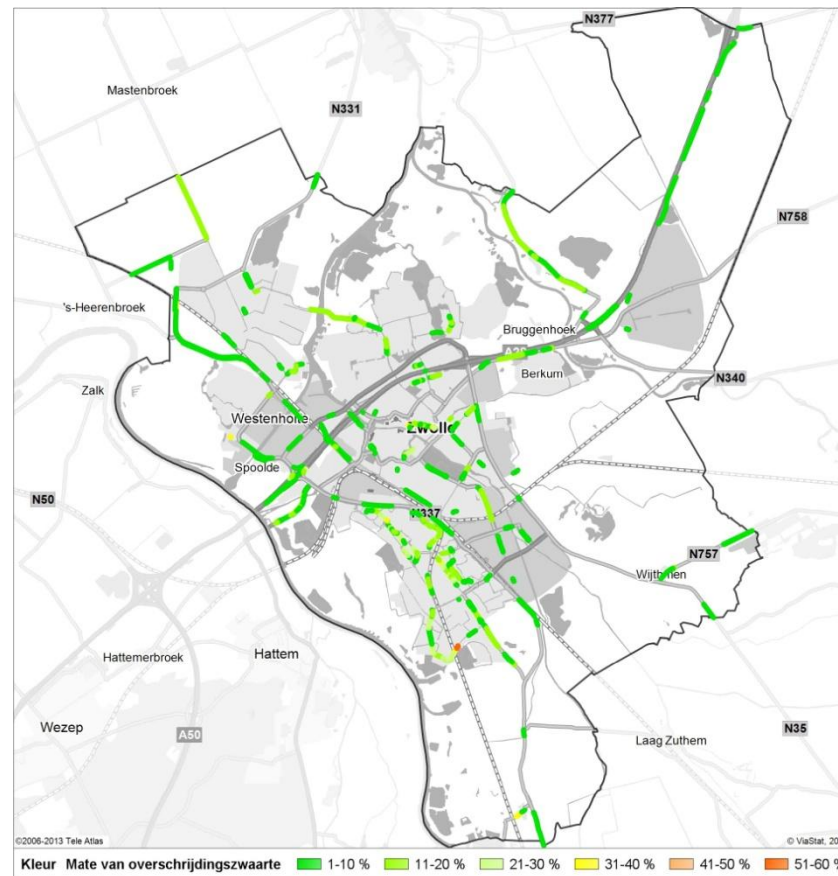 N377
Mastenbroek
N331
N758
's-Heerenbroek
Bruggenhoek
A28
Berkum
N340
Zalk
Westenholte
Zwolle
Spoolde
N50
N337
N757
Wijthmen
Hattemerbroek
Hattem
Wezep
A50
Laag Zuthem
N35
©2006-2013 Tele Atlas
© ViaStat, 20
Kleur Mate van overschrijdingszwaarte 1-10 % 11-20 % 21-30 % 31-40 % 41-50 % 51-60 %